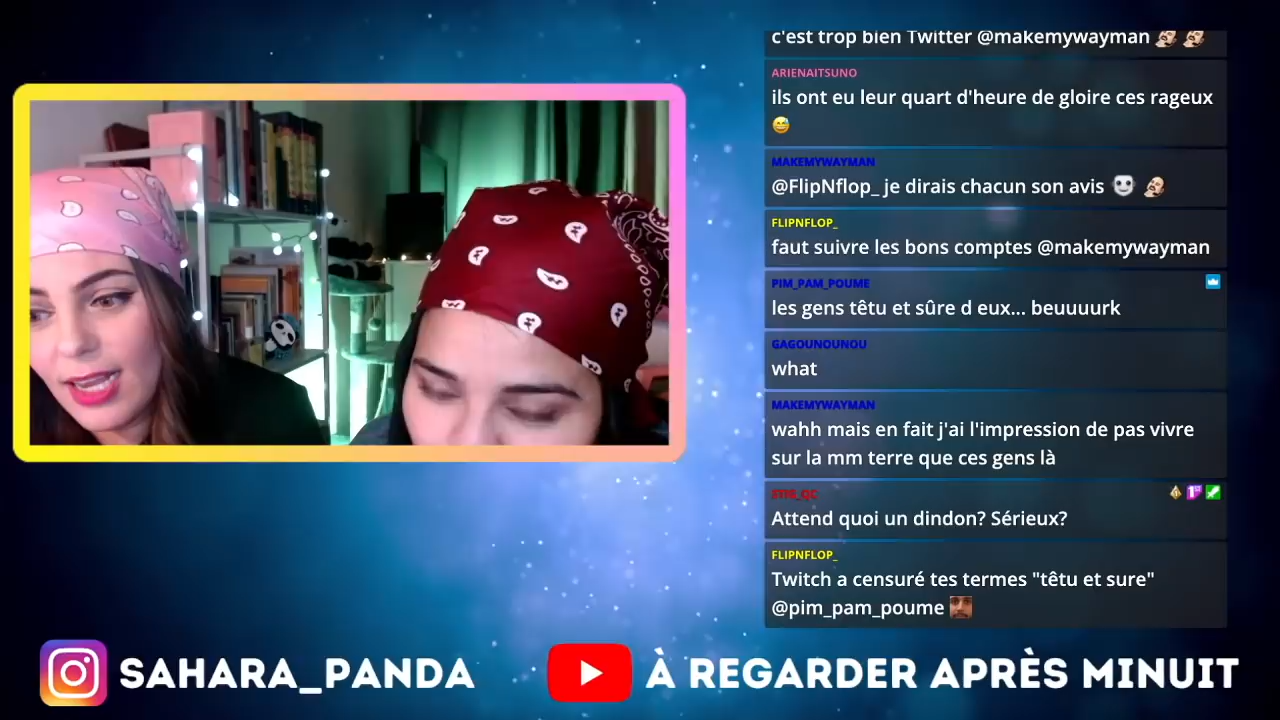 c'est trop bien Twitter @makemywayman
ARIENAITSUNO
ils ont eu leur quart d'heure de gloire ces rageux
MAKEMYWAYMAN
@FlipNflop_ je dirais chacun son avis
FLIPNFLOP_
faut suivre les bons comptes @makemywayman
PIM_PAM_POUME
les gens têtu et sûre d eux... beuuuurk
GAGOUNOUNOU
what
MAKEMYWAYMAN
wahh mais en fait j'ai l'impression de pas vivre
sur la mm terre que ces gens là
STIG_QC
Attend quoi un dindon? Sérieux?
FLIPNFLOP_
Twitch a censuré tes termes "têtu et sure"
@pim_pam_poume
SAHARA_PANDA
À REGARDER APRÈS MINUIT